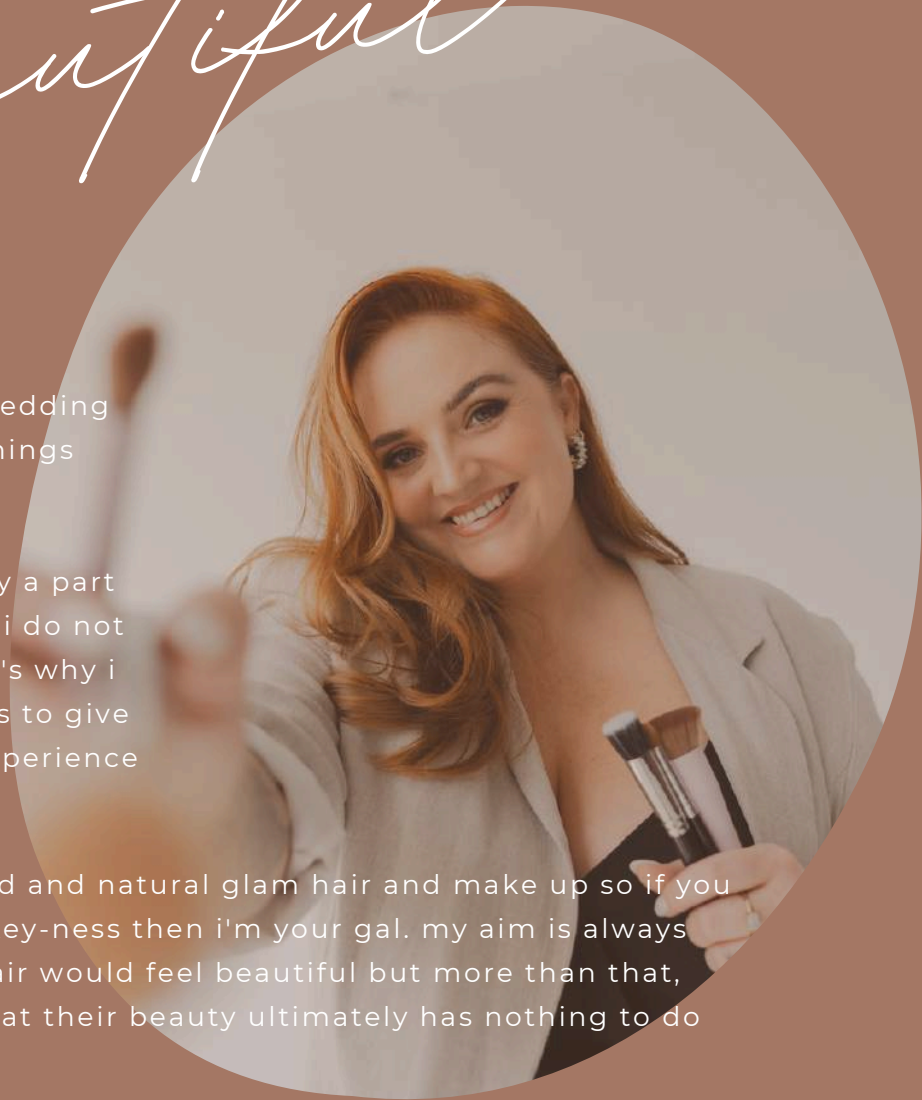 utiful
edding
hings
y a part
i do not
's why i
s to give
perience
d and natural glam hair and make up so if you
ey-ness then i'm your gal. my aim is always
air would feel beautiful but more than that,
at their beauty ultimately has nothing to do